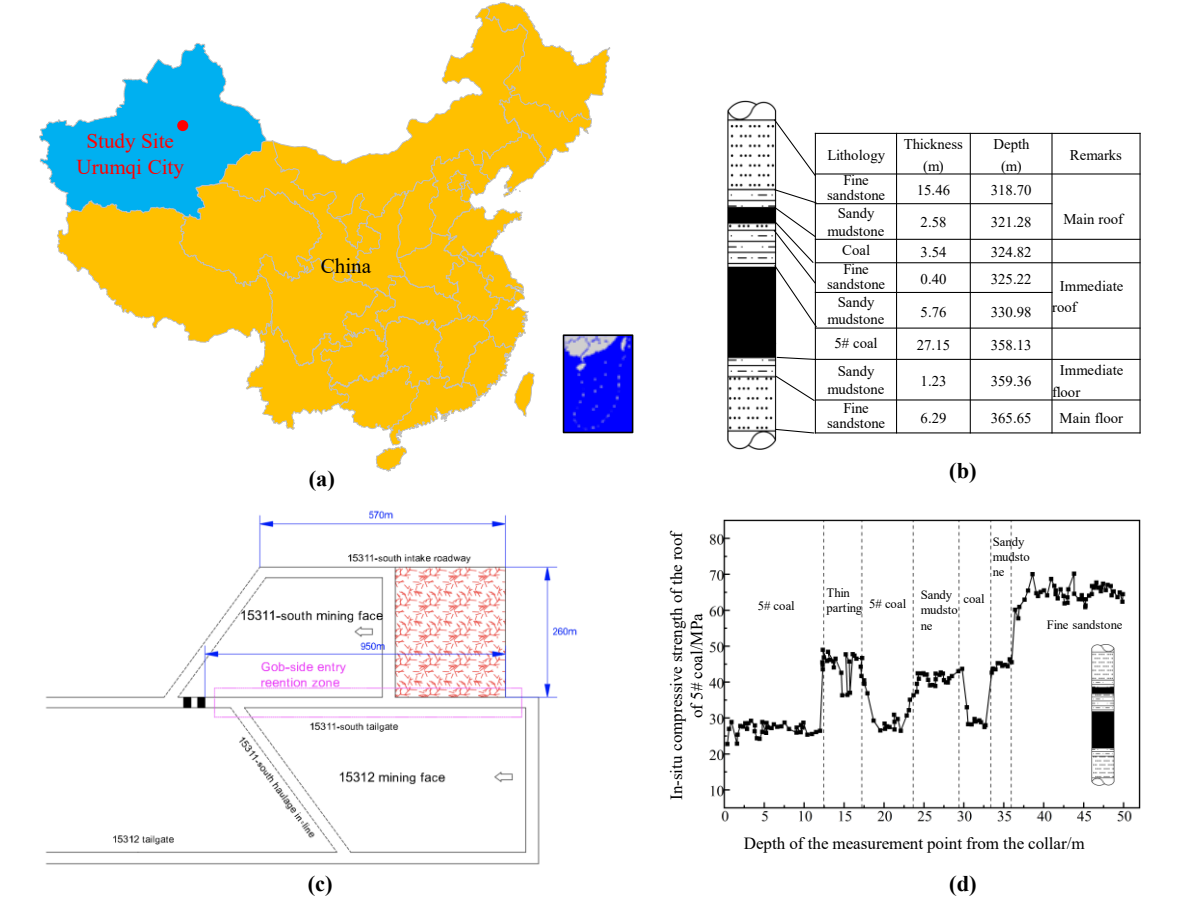 Study Site
Urumqi City
China
(a)
Lithology Thickness (m) Depth (m) Remarks
Fine sandstone 15.46 318.70 Main roof
Sandy mudstone 2.58 321.28
Coal 3.54 324.82
Fine sandstone 0.40 325.22 Immediate roof
Sandy mudstone 5.76 330.98
5# coal 27.15 358.13
Sandy mudstone 1.23 359.36 Immediate floor
Fine sandstone 6.29 365.65 Main floor
(b)
570m
15311-south intake roadway
15311-south mining face
260m
950m
Gob-side entry
reention zone
15311-south tailgate
15311-south haulage in-line
15312 mining face
15312 tailgate
(c)
In-situ compressive strength of the roof
of 5# coal/MPa
80
70
60
50
40
30
20
10
5# coal
Thin
parting
5# coal
Sandy
mudsto
ne
coal
Sandy
mudsto
ne
Fine sandstone
0 5 10 15 20 25 30 35 40 45 50
Depth of the measurement point from the collar/m
(d)